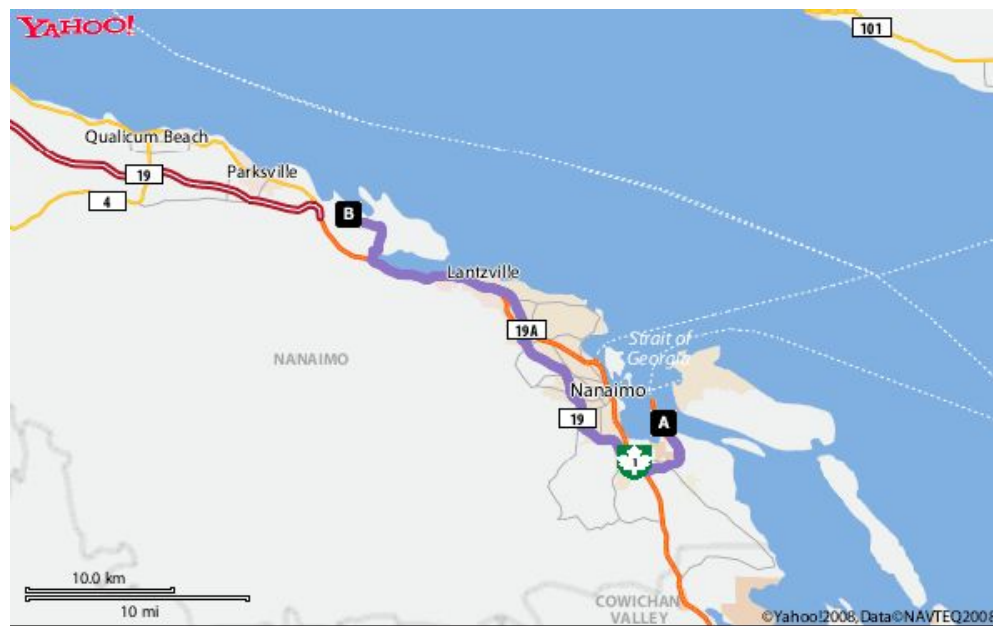 YAHOO!
101
Qualicum Beach
19
Parksville
4
B
Lantzville
19A
Strait of
Georgia
NANAIMO
Nanaimo
19
A
1
10.0 km
10 mi
COWICHAN
VALLEY
©Yahoo!2008, Data©NAVTEQ2008